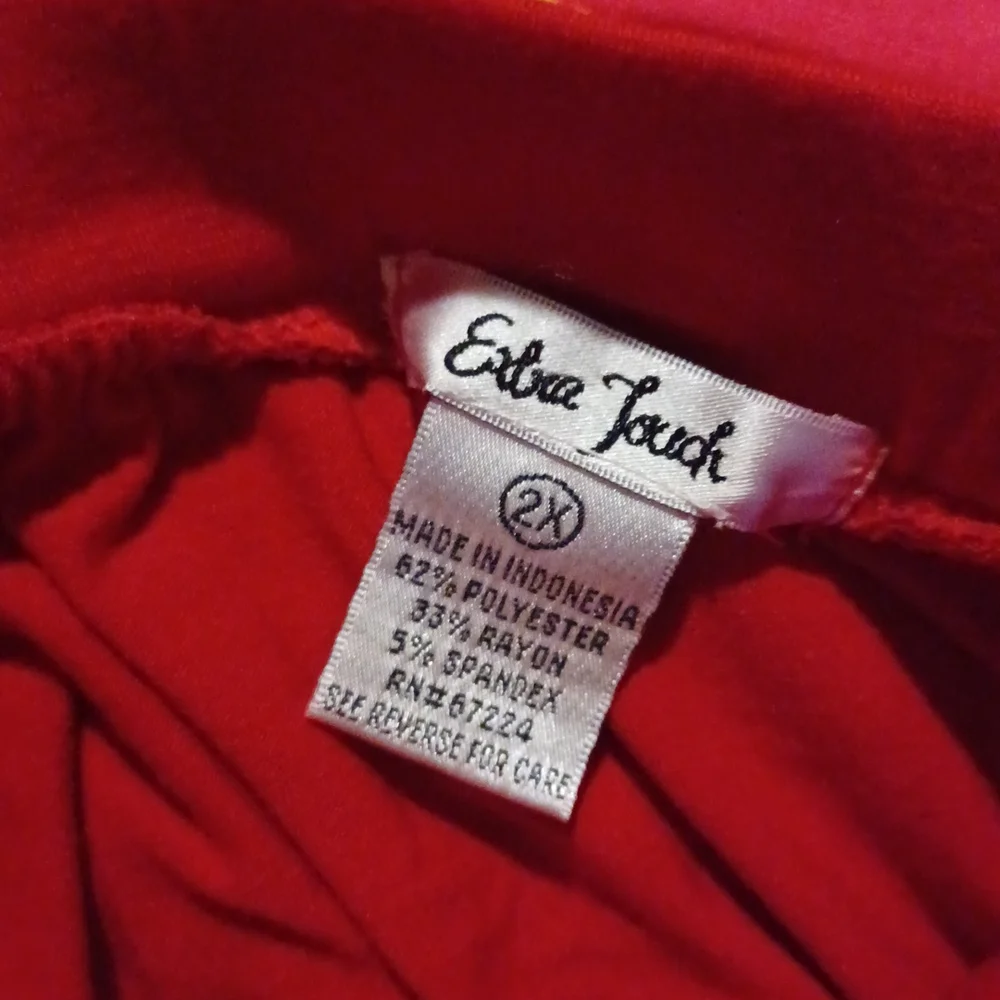 Extra Touch
2X
MADE IN INDONESIA
62% POLYESTER
33% RAYON
5% SPANDEX
RN#67224
SEE REVERSE FOR CARE